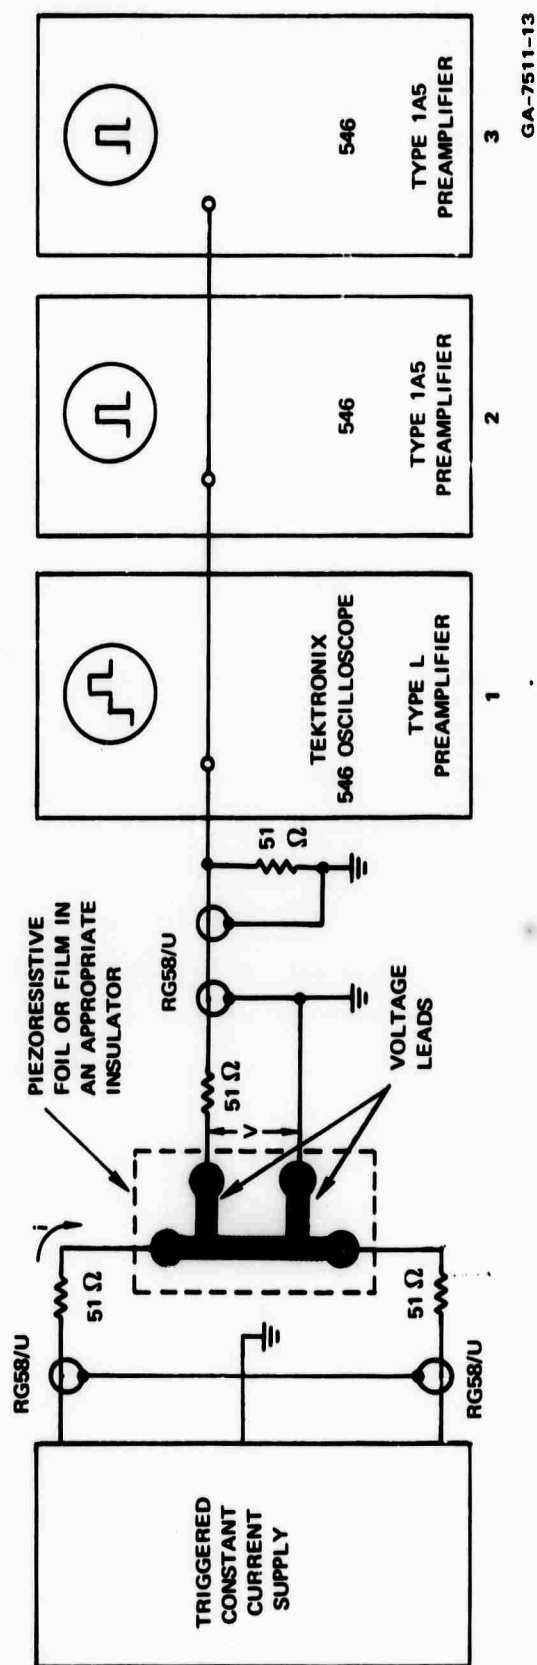 TRIGGERED
CONSTANT
CURRENT
SUPPLY
RG58/U
51 Ω
i
RG58/U
51 Ω
PIEZORESISTIVE
FOIL OR FILM IN
AN APPROPRIATE
INSULATOR
V
51 Ω
VOLTAGE
LEADS
RG58/U
51
Ω
TEKTRONIX
546 OSCILLOSCOPE
TYPE L
PREAMPLIFIER
1
546
TYPE 1A5
PREAMPLIFIER
2
546
TYPE 1A5
PREAMPLIFIER
3
GA-7511-13